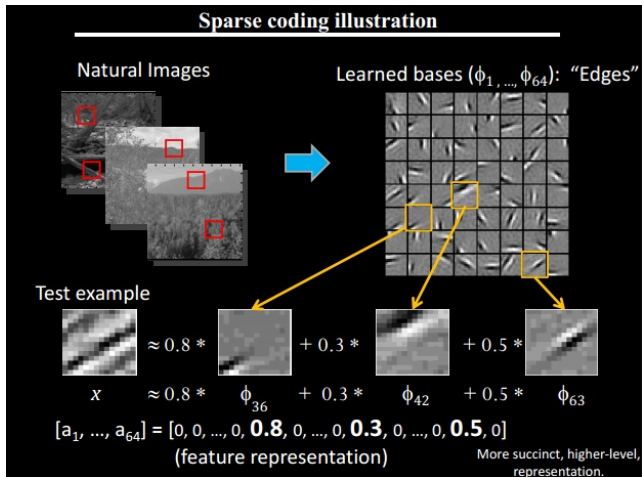 Sparse coding illustration
Natural Images
Learned bases (ϕ1 , …, ϕ64): “Edges”
Test example
≈ 0.8 * + 0.3 * + 0.5 *
x ≈ 0.8 * ϕ36 + 0.3 * ϕ42 + 0.5 * ϕ63
[a1, …, a64] = [0, 0, …, 0, 0.8, 0, …, 0, 0.3, 0, …, 0, 0.5, 0]
(feature representation)
More succinct, higher-level,
representation.